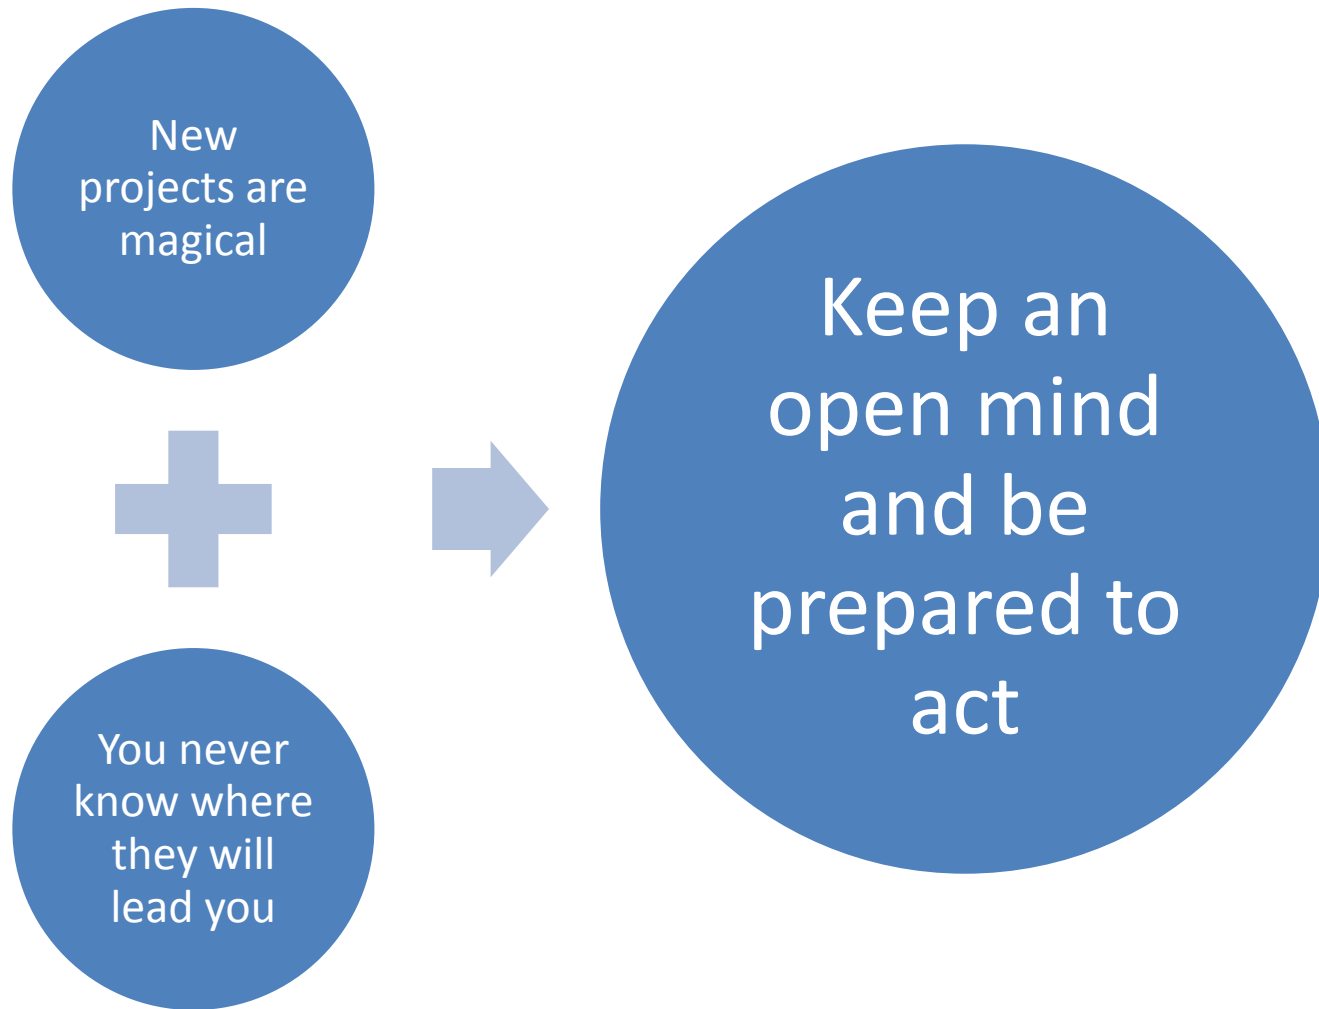 New
projects are
magical
You never
know where
they will
lead you
Keep an
open mind
and be
prepared to
act